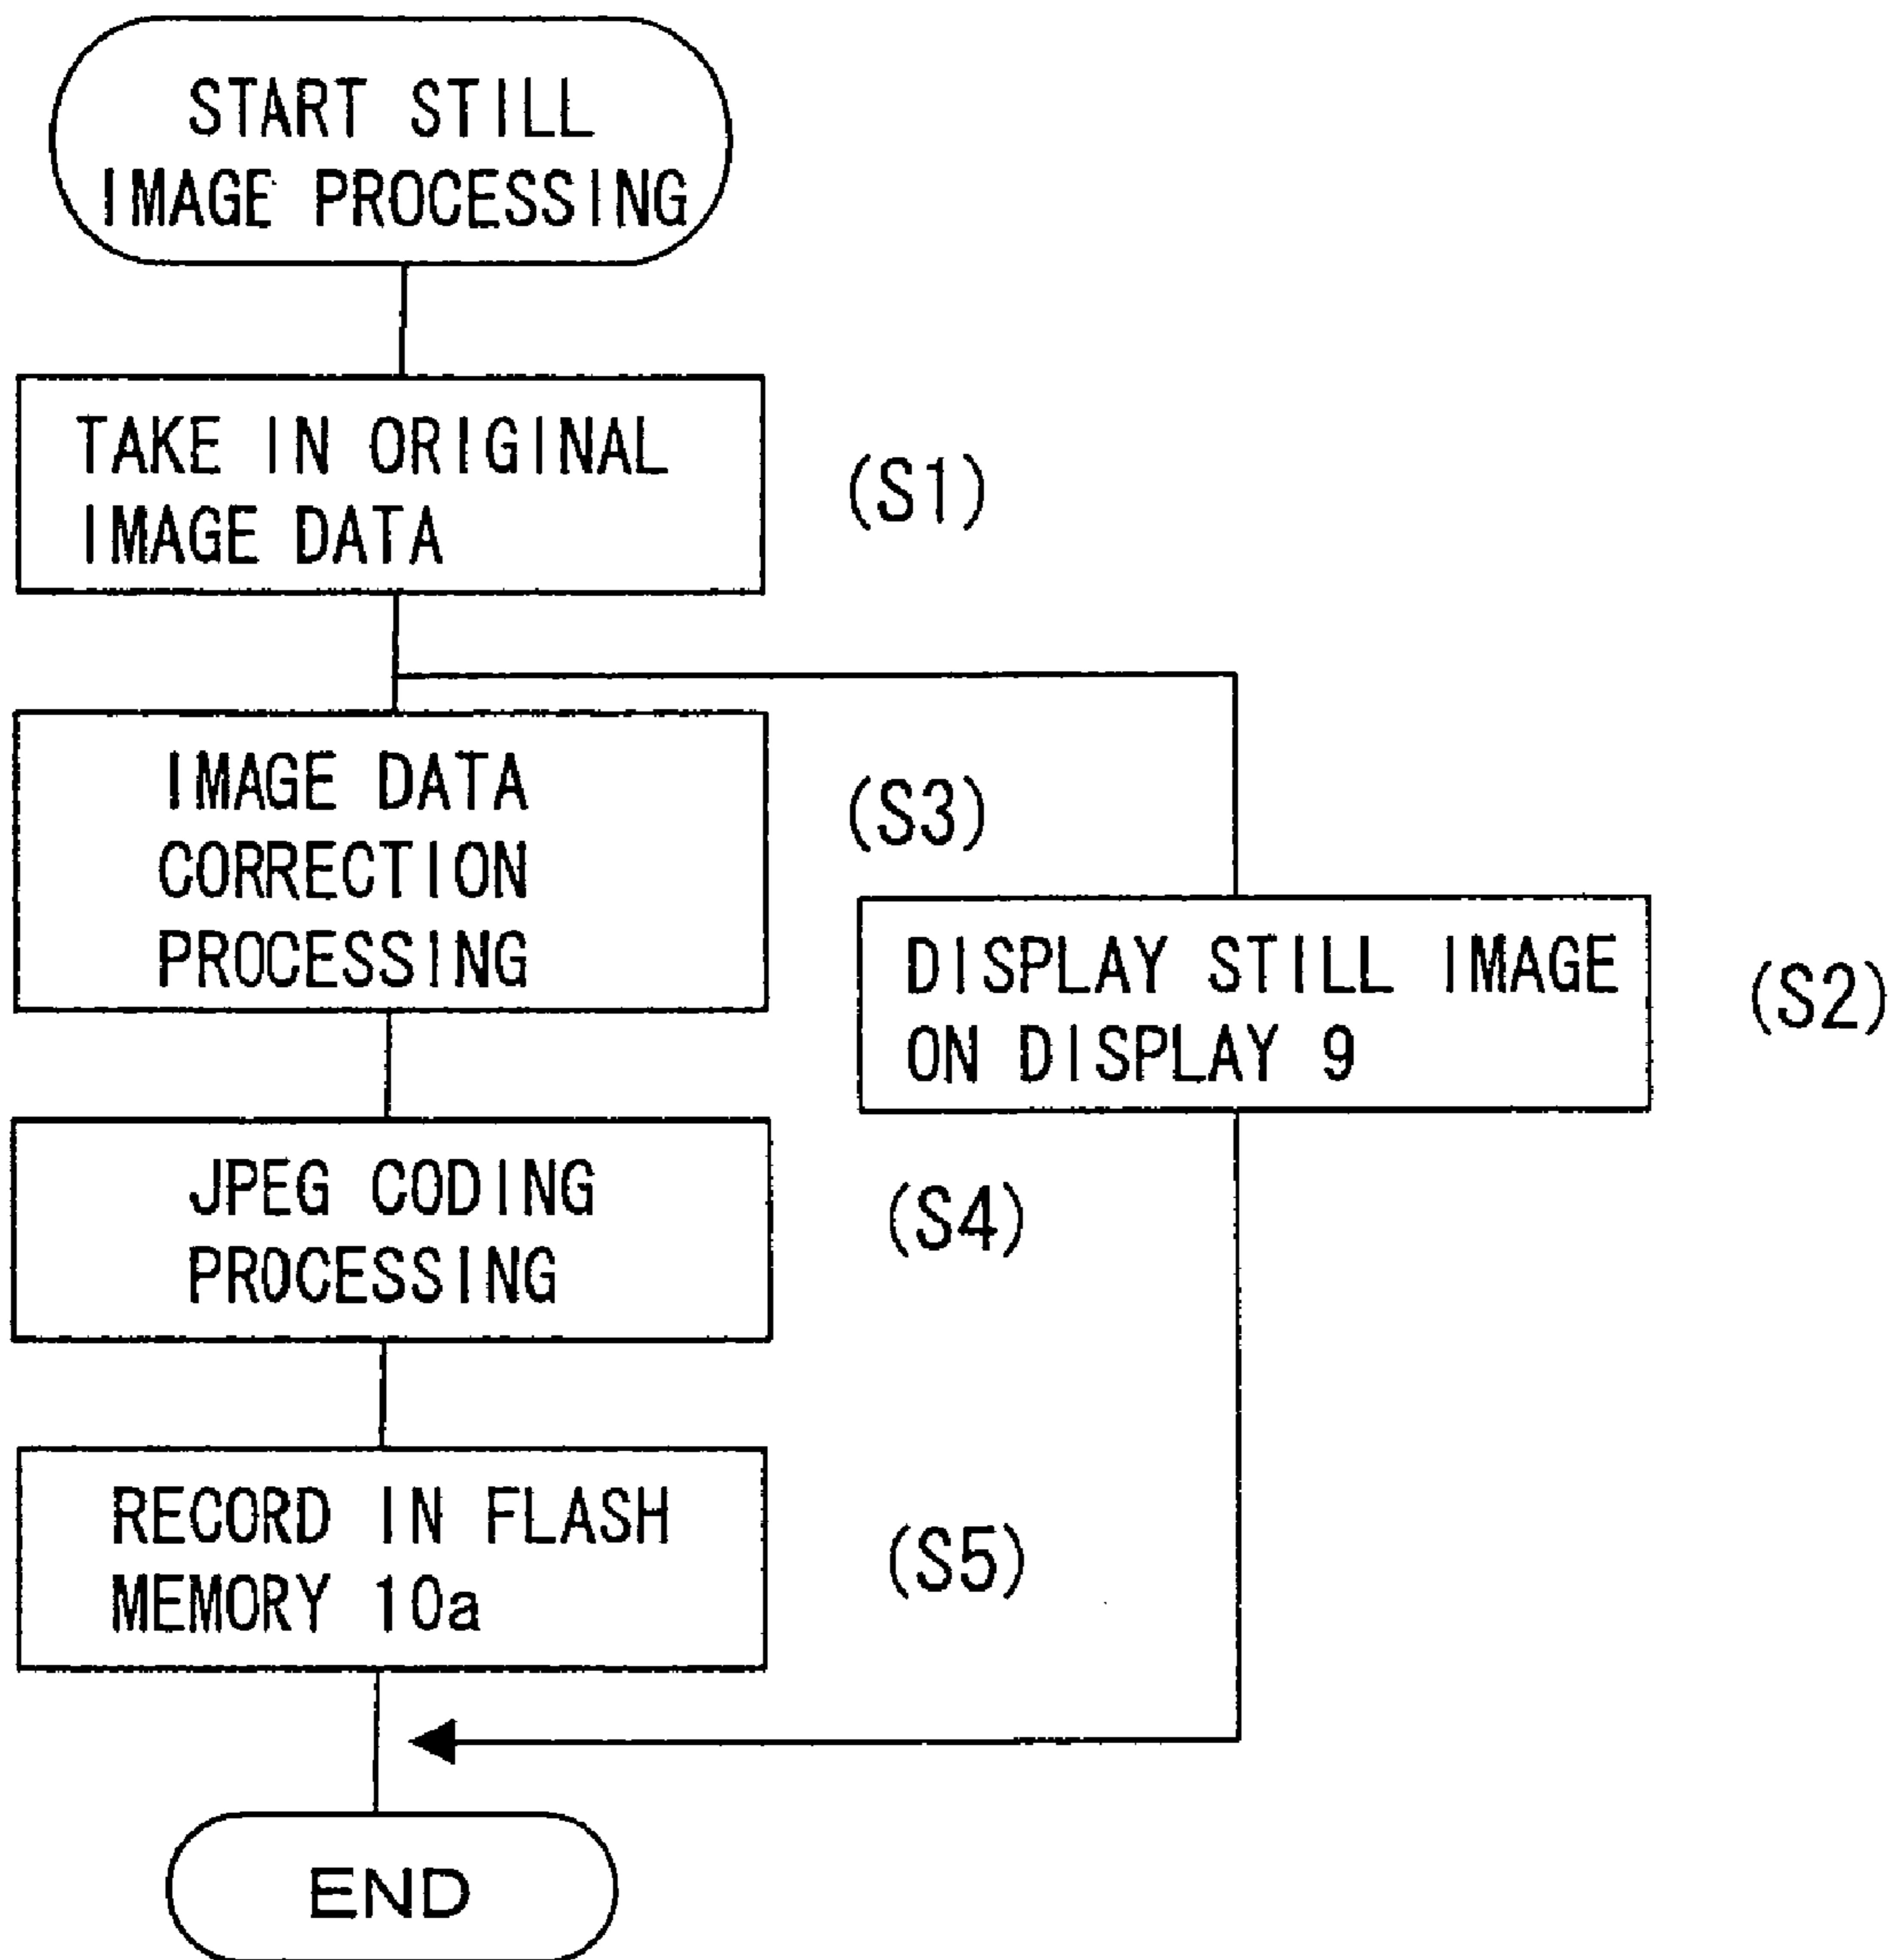 START STILL
IMAGE PROCESSING
TAKE IN ORIGINAL
IMAGE DATA
(S1)
IMAGE DATA
CORRECTION
PROCESSING
(S3)
DISPLAY STILL IMAGE
ON DISPLAY 9
(S2)
JPEG CODING
PROCESSING
(S4)
RECORD IN FLASH
MEMORY 10a
(S5)
END